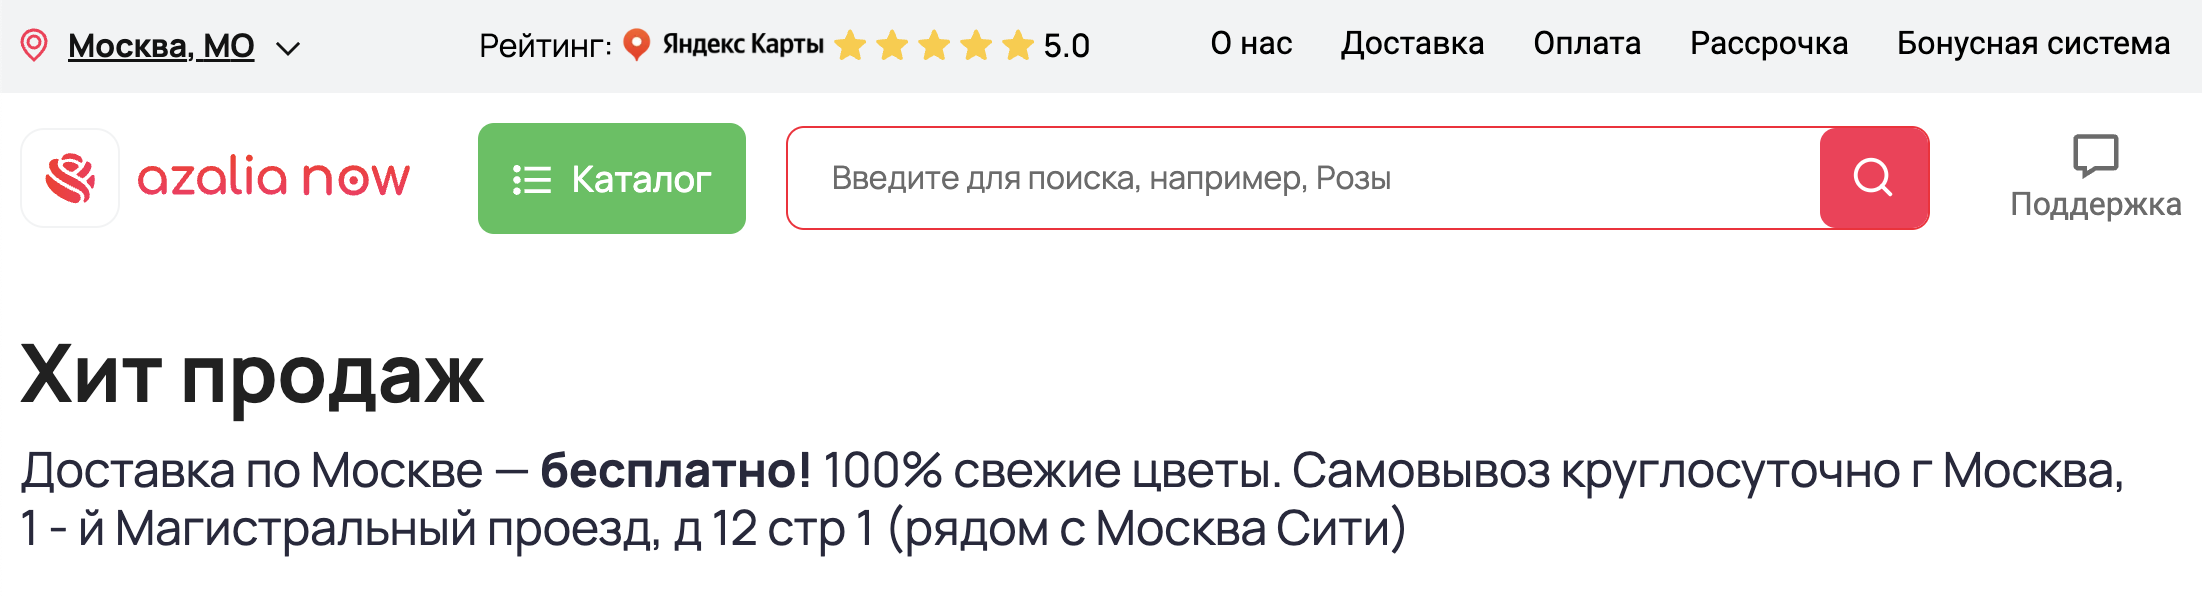 Москва, МО
Рейтинг: Яндекс Карты 5.0
О нас Доставка Оплата Рассрочка Бонусная система
azalia now
Каталог
Введите для поиска, например, Розы
Поддержка
Хит продаж
Доставка по Москве — бесплатно! 100% свежие цветы. Самовывоз круглосуточно г Москва,
1 - й Магистральный проезд, д 12 стр 1 (рядом с Москва Сити)